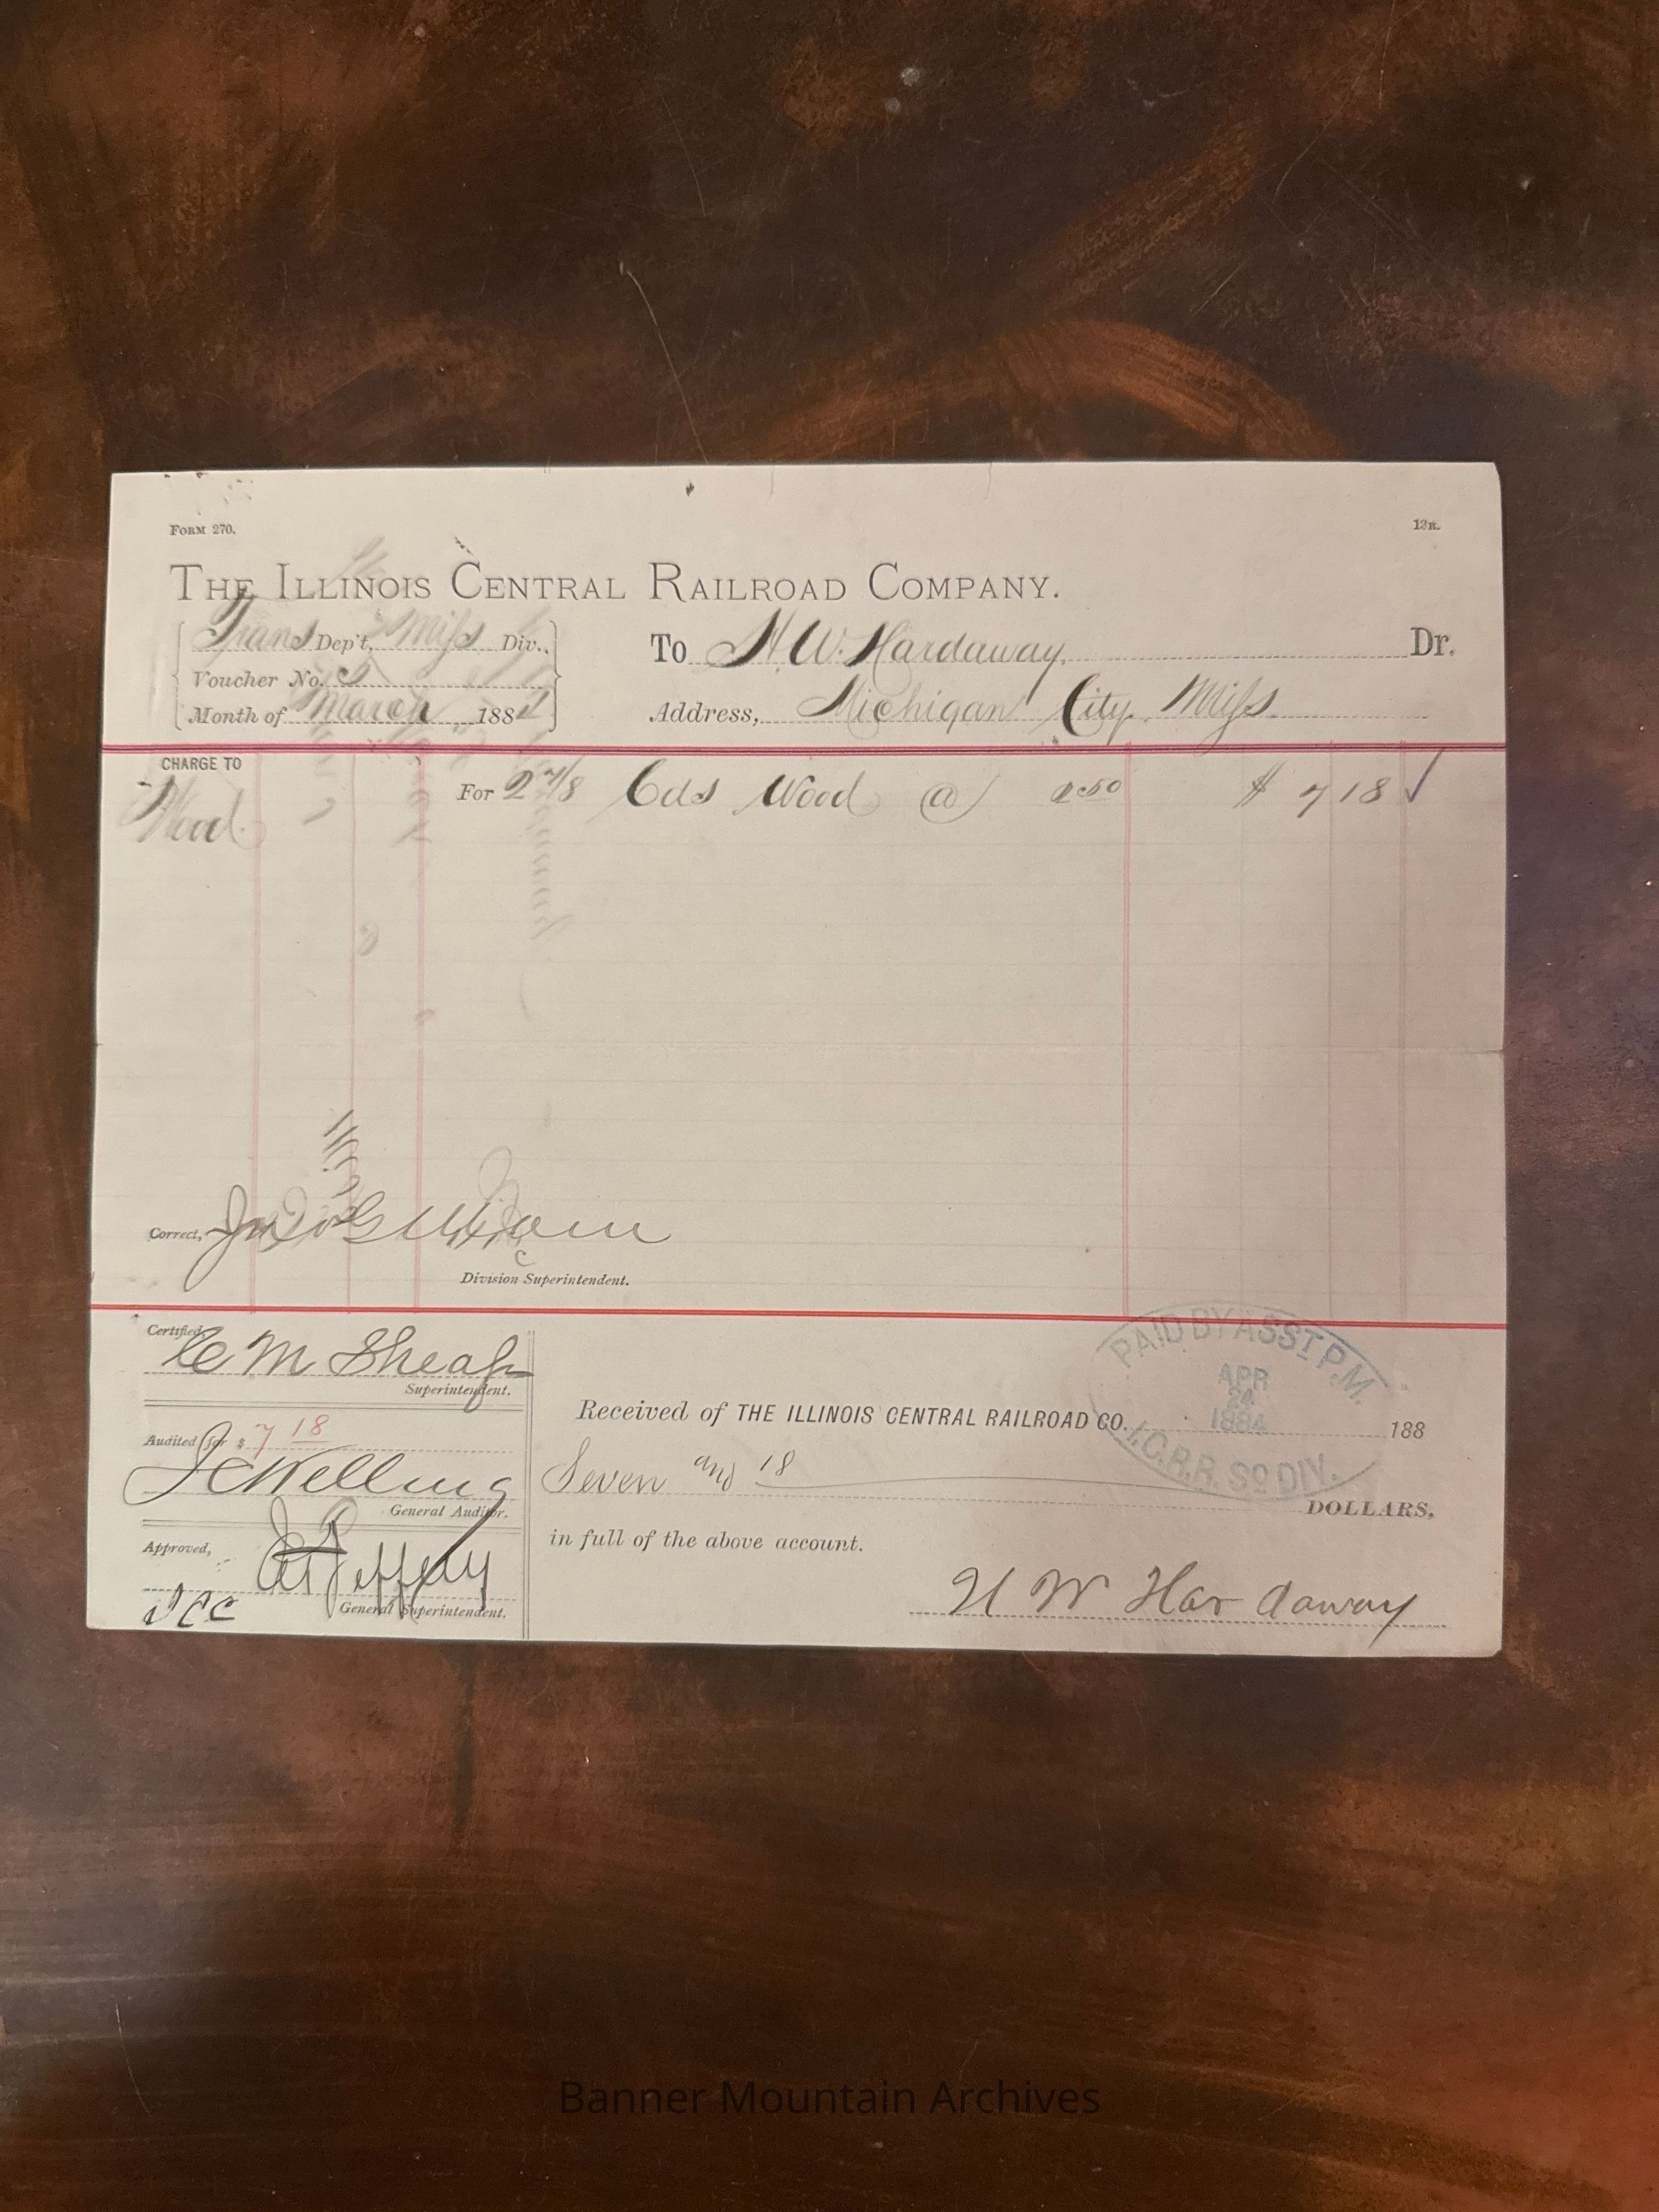 FORM 270. 13R.
THE ILLINOIS CENTRAL RAILROAD COMPANY.
Trans Dep't, Miss Div.,
Voucher No.
Month of March 1884
To H. W. Hardaway, Dr.
Address, Michigan City, Miss
CHARGE TO
Wood
For 2 7/8 Cds Wood @ 2.50 $ 7 18
Correct,
Division Superintendent.
Certified,
C M Sheaf
Superintendent.
Audited for $ 7 18
J C Welling
General Auditor.
Approved,
Jeffery
General Superintendent.
PAID BY ASST P.M.
APR
24
1884
I.C.R.R. So DIV.
Received of THE ILLINOIS CENTRAL RAILROAD CO. 188
Seven and 18 DOLLARS,
in full of the above account.
H W Hardaway
Banner Mountain Archives